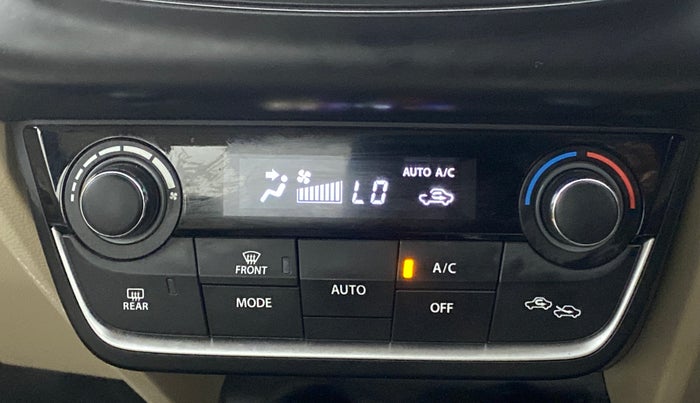 AUTO A/C
LO
FRONT
A/C
AUTO
REAR
MODE
OFF